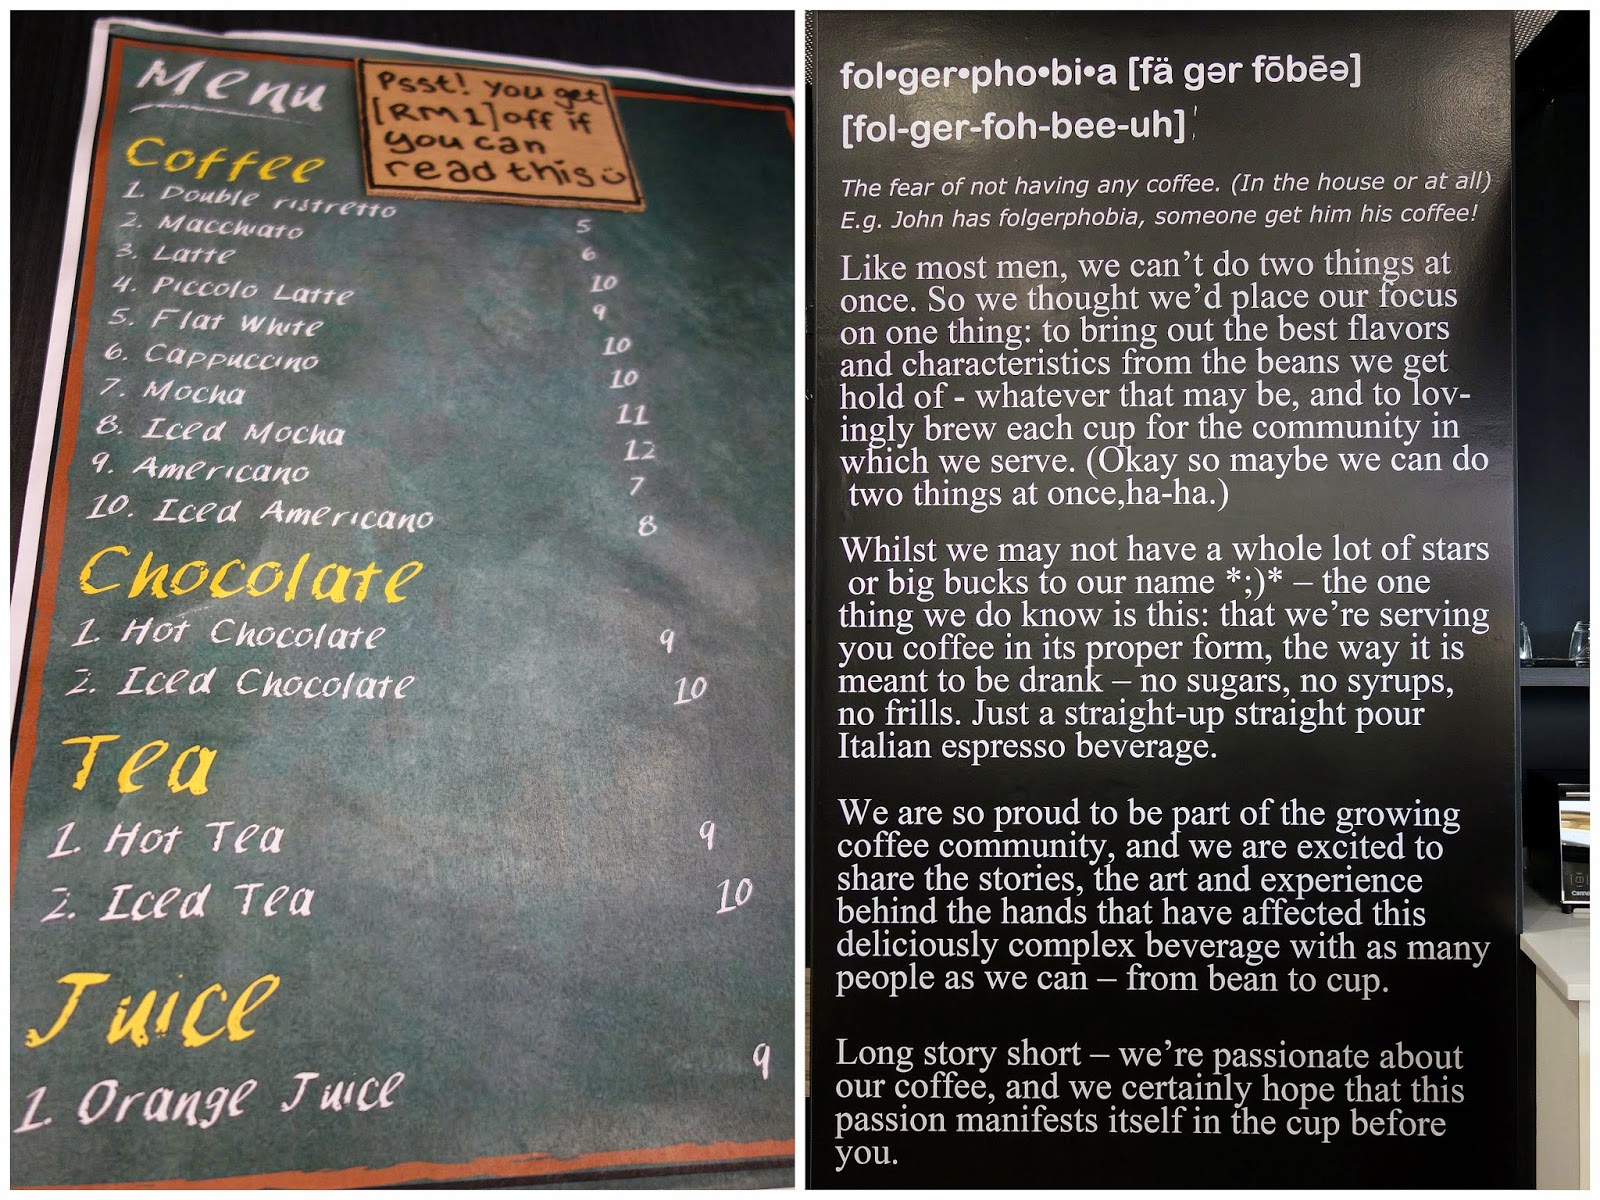 Menu
Psst! You get
[RM1] off if
you can
read this
Coffee
1. Double ristretto 5
2. Macchiato 6
3. Latte 10
4. Piccolo Latte 9
5. Flat White 10
6. Cappuccino 10
7. Mocha 11
8. Iced Mocha 12
9. Americano 7
10. Iced Americano 8
Chocolate
1. Hot Chocolate 9
2. Iced Chocolate 10
Tea
1. Hot Tea 9
2. Iced Tea 10
Juice
1. Orange Juice 9
fol•ger•pho•bi•a [fä gər fōbēə]
[fol-ger-foh-bee-uh]
The fear of not having any coffee. (In the house or at all)
E.g. John has folgerphobia, someone get him his coffee!
Like most men, we can't do two things at
once. So we thought we'd place our focus
on one thing: to bring out the best flavors
and characteristics from the beans we get
hold of - whatever that may be, and to lov-
ingly brew each cup for the community in
which we serve. (Okay so maybe we can do
two things at once,ha-ha.)
Whilst we may not have a whole lot of stars
or big bucks to our name *;)* – the one
thing we do know is this: that we're serving
you coffee in its proper form, the way it is
meant to be drank – no sugars, no syrups,
no frills. Just a straight-up straight pour
Italian espresso beverage.
We are so proud to be part of the growing
coffee community, and we are excited to
share the stories, the art and experience
behind the hands that have affected this
deliciously complex beverage with as many
people as we can – from bean to cup.
Long story short – we're passionate about
our coffee, and we certainly hope that this
passion manifests itself in the cup before
you.